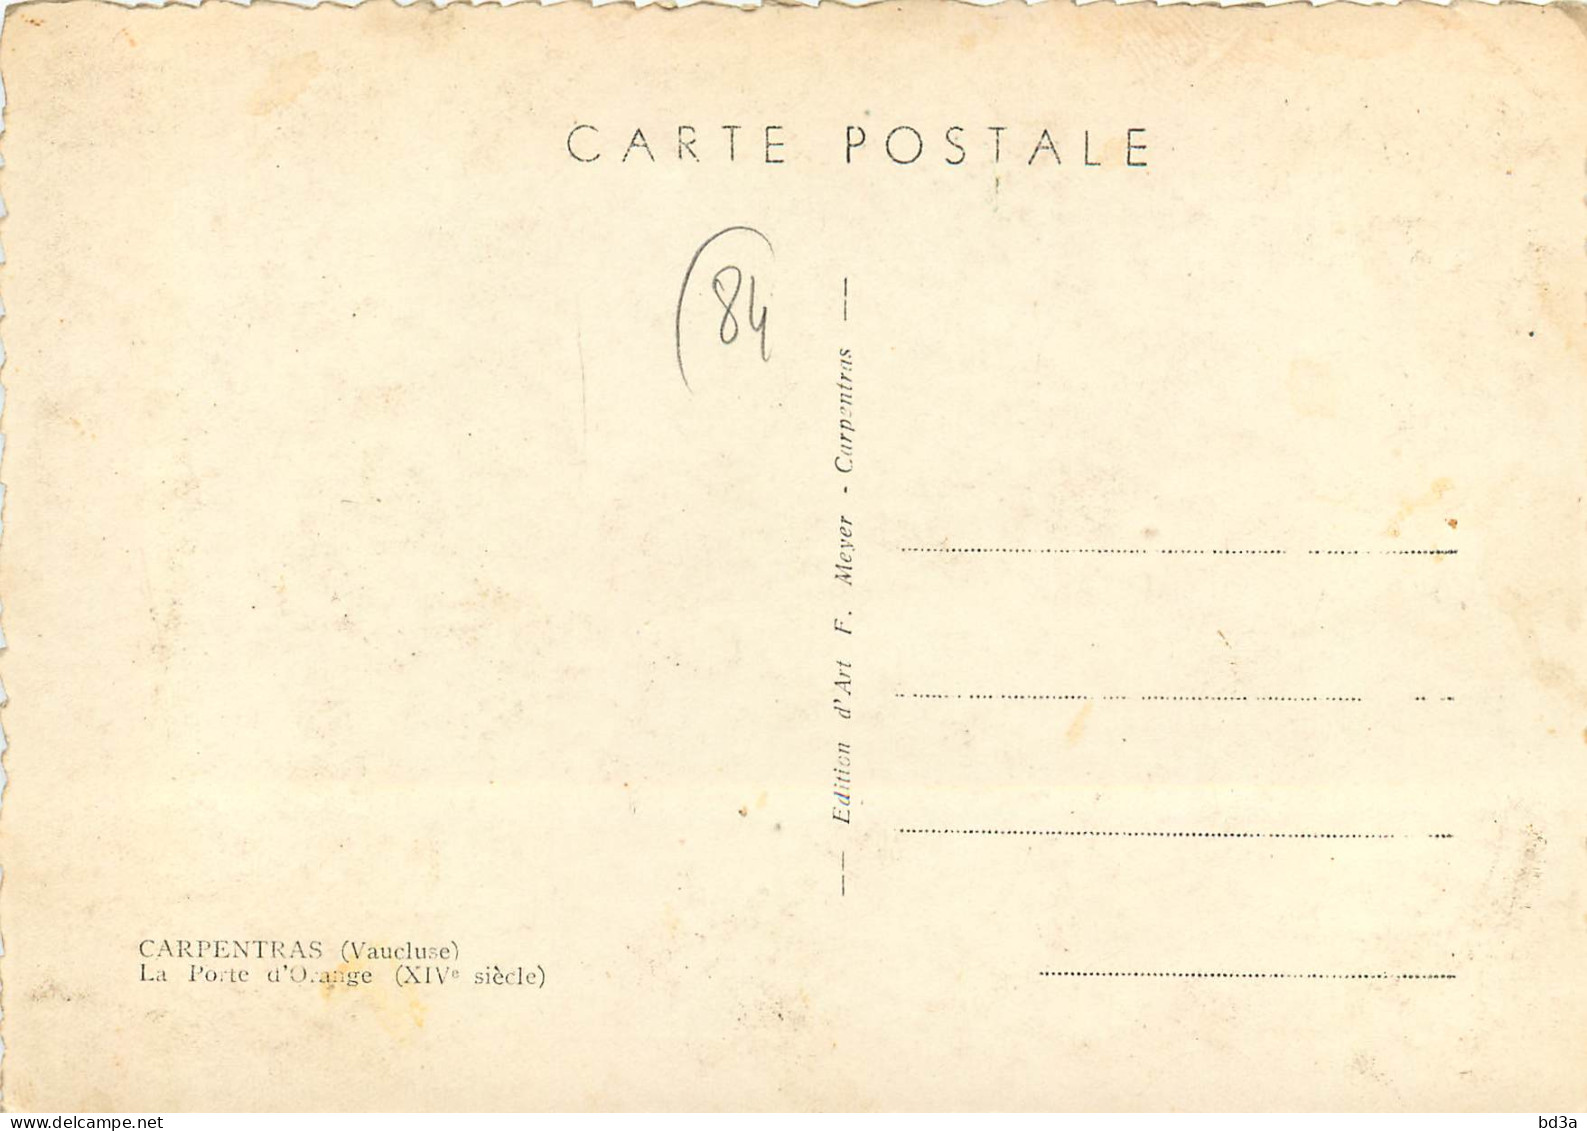 CARTE POSTALE
84
— Edition d'Art F. Meyer - Carpentras —
CARPENTRAS (Vaucluse)
La Porte d'Orange (XIVe siècle)
www.delcampe.net
bd3a